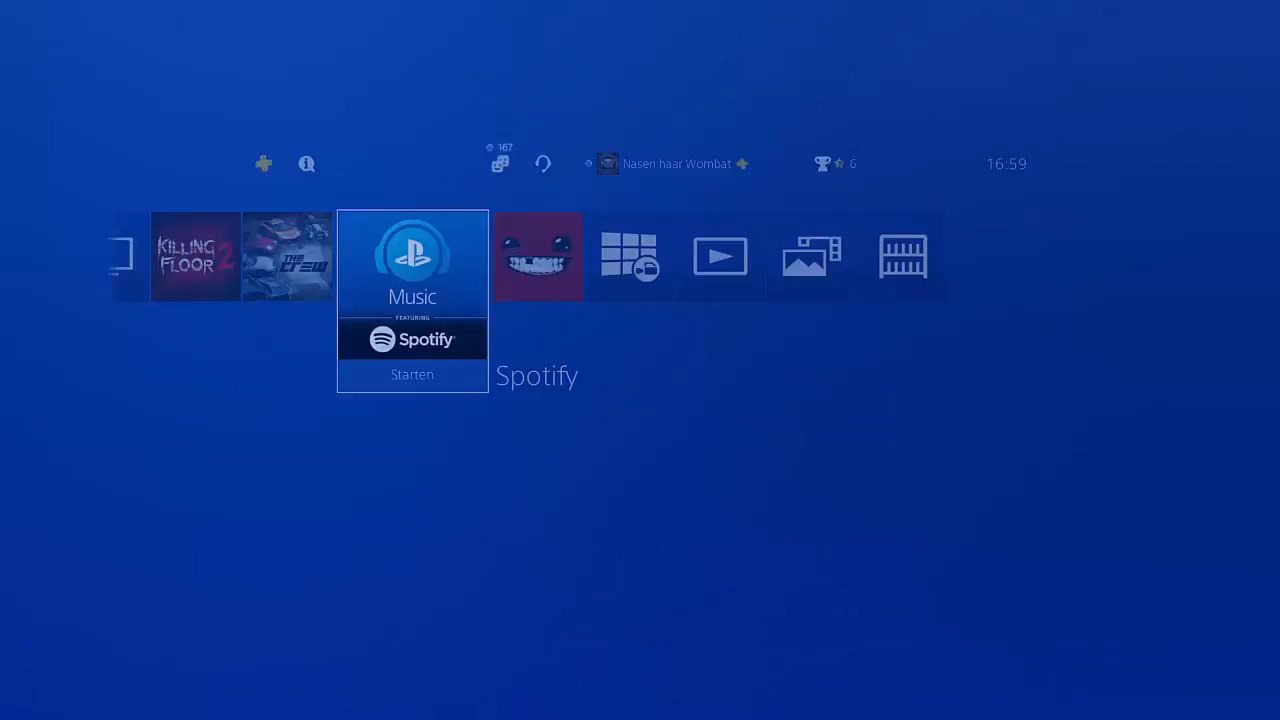 167
Nasen haar Wombat
6
16:59
KILLING FLOOR 2
THE CREW
Music
FEATURING
Spotify
Starten
Spotify